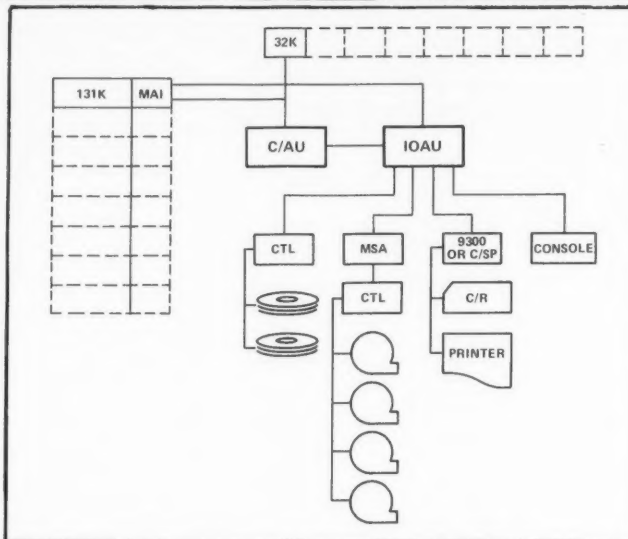 32K
131K MAI
C/AU
IOAU
CTL
MSA
9300
OR C/SP
CONSOLE
CTL
C/R
PRINTER